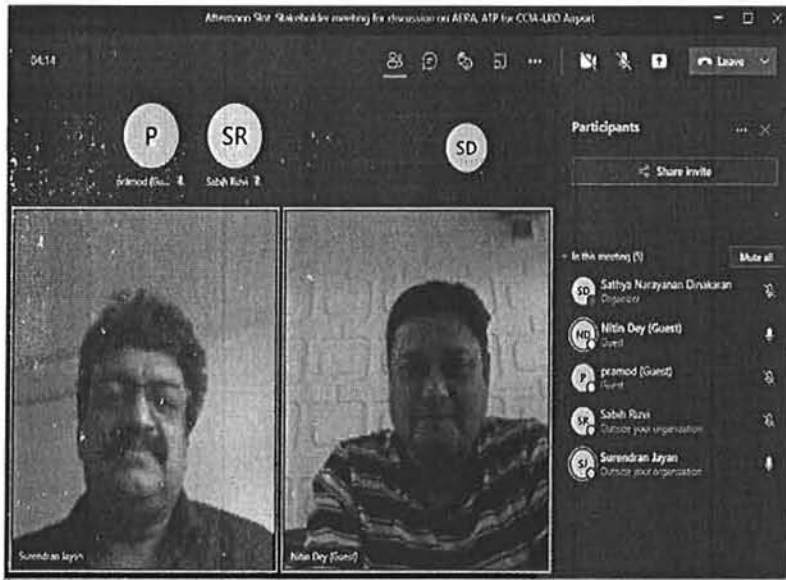 Afternoon Slot Stakeholder meeting for discussion on AERA, ATP for CCIA-LKO Airport
04:14
Leave
P
SR
SD
pramod (Gu...
Sabih Rizvi
Participants
Share invite
In this meeting (5)
Mute all
SD
Sathya Narayanan Dinakaran
Organizer
ND
Nitin Dey (Guest)
Guest
P
pramod (Guest)
Guest
SR
Sabih Rizvi
Outside your organization
SJ
Surendran Jayan
Outside your organization
Surendran Jayan
Nitin Dey (Guest)